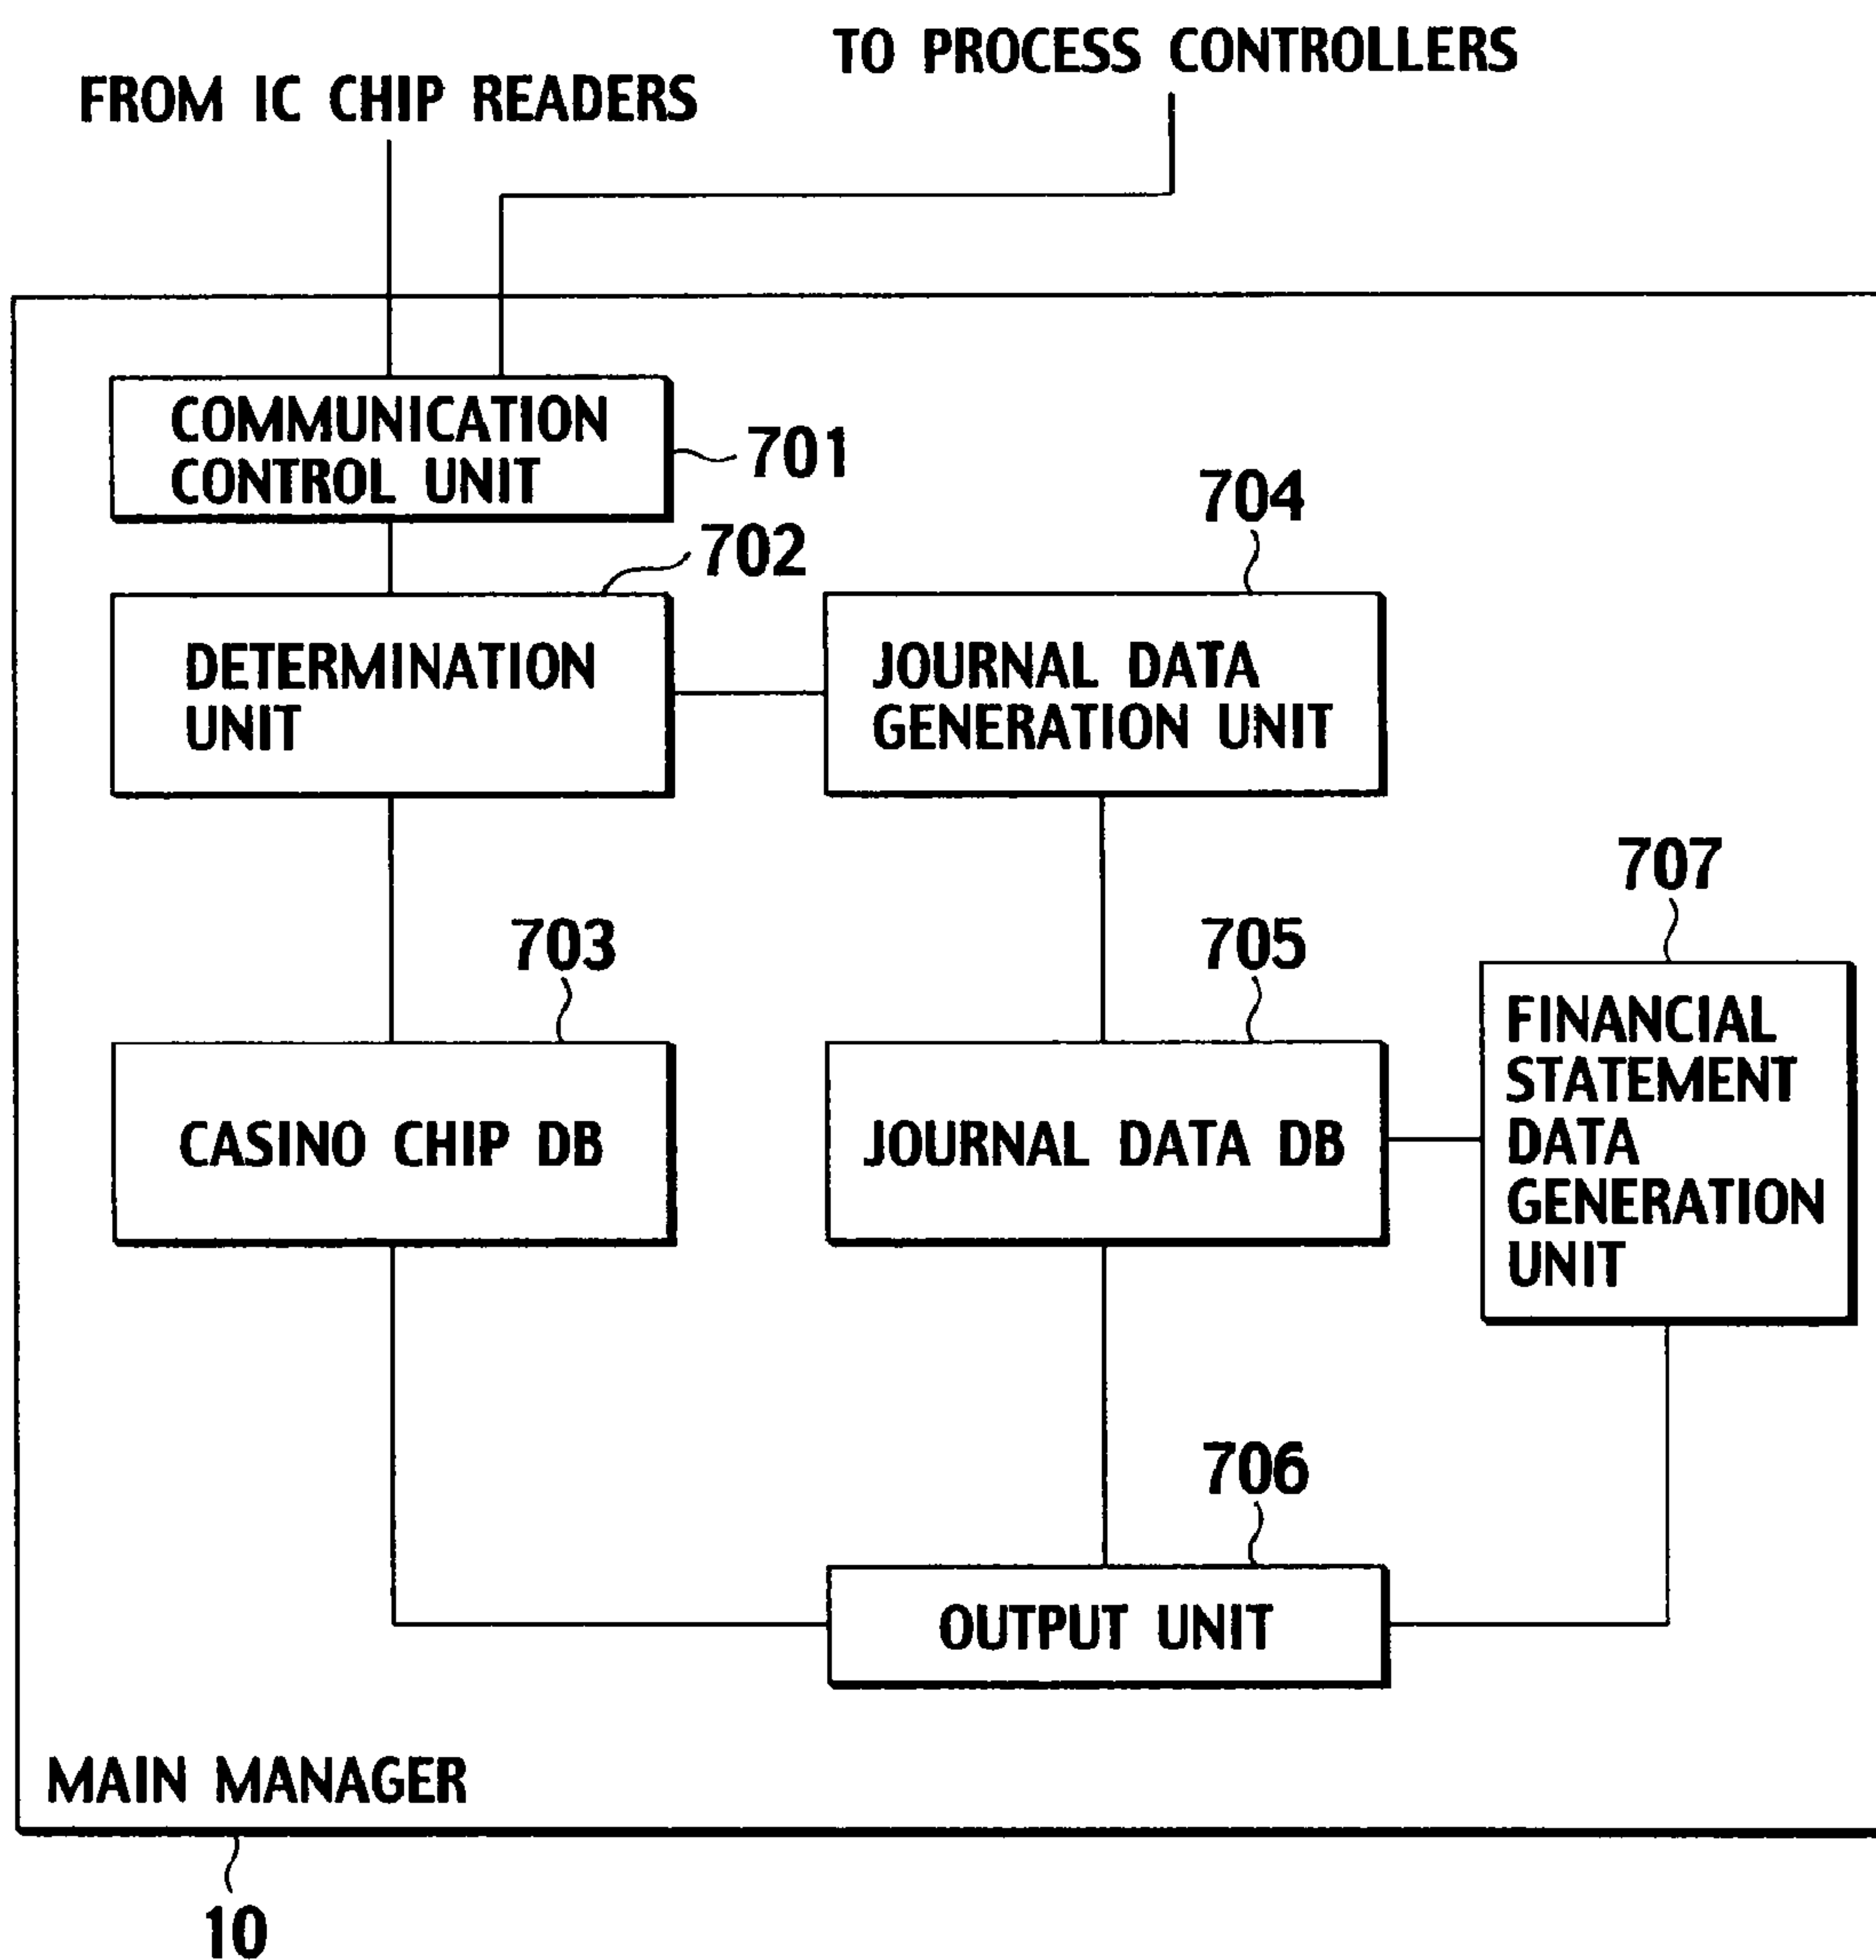 TO PROCESS CONTROLLERS
FROM IC CHIP READERS
COMMUNICATION
CONTROL UNIT
701
704
702
DETERMINATION
UNIT
JOURNAL DATA
GENERATION UNIT
707
703
705
FINANCIAL
STATEMENT
DATA
GENERATION
UNIT
CASINO CHIP DB
JOURNAL DATA DB
706
OUTPUT UNIT
MAIN MANAGER
10